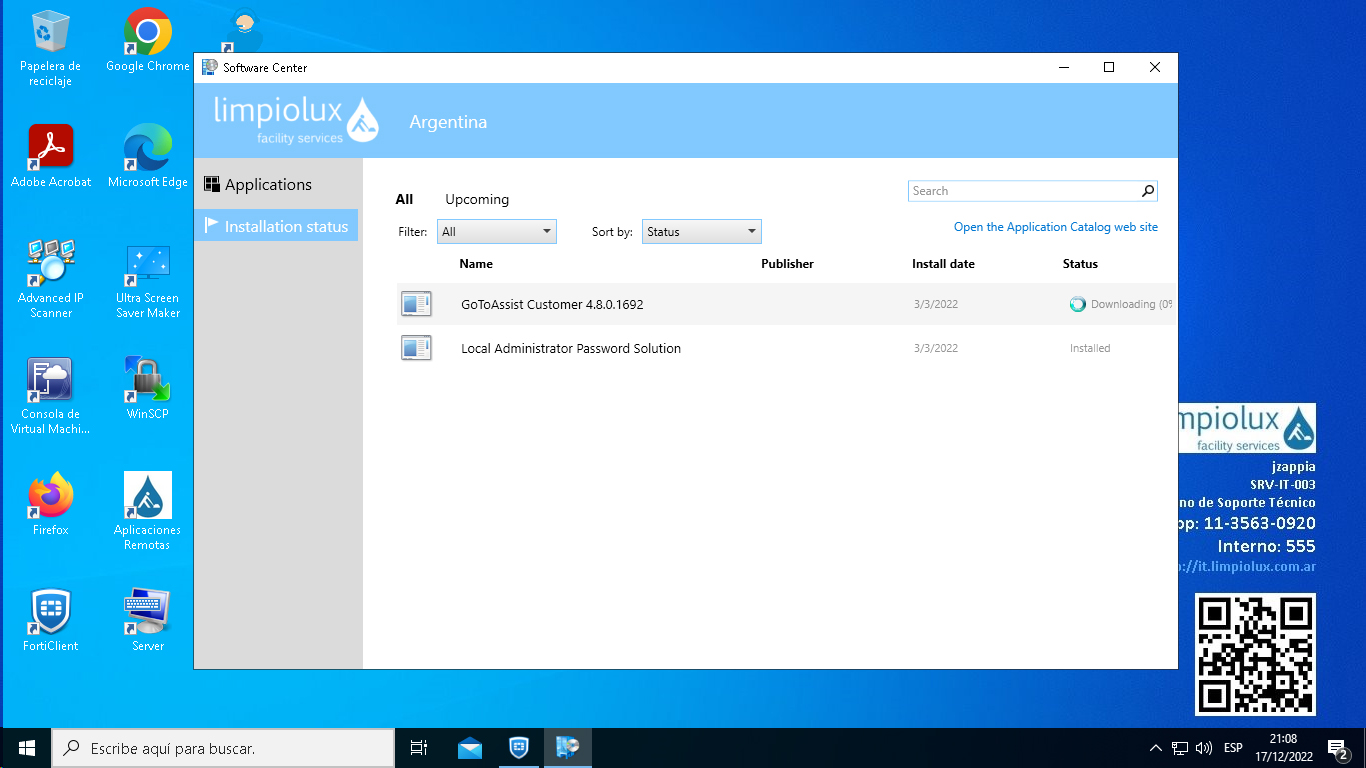 Papelera de
reciclaje
Google Chrome
Adobe Acrobat
Microsoft Edge
Advanced IP
Scanner
Ultra Screen
Saver Maker
Consola de
Virtual Machi...
WinSCP
Firefox
Aplicaciones
Remotas
FortiClient
Server
Software Center
limpiolux
facility services
Argentina
Applications
Installation status
All
Upcoming
Search
Filter:
All
Sort by:
Status
Open the Application Catalog web site
Name
Publisher
Install date
Status
GoToAssist Customer 4.8.0.1692
3/3/2022
Downloading (0%
Local Administrator Password Solution
3/3/2022
Installed
mpiolux
facility services
jzappia
SRV-IT-003
no de Soporte Técnico
pp: 11-3563-0920
Interno: 555
://it.limpiolux.com.ar
Escribe aquí para buscar.
ESP
21:08
17/12/2022
2